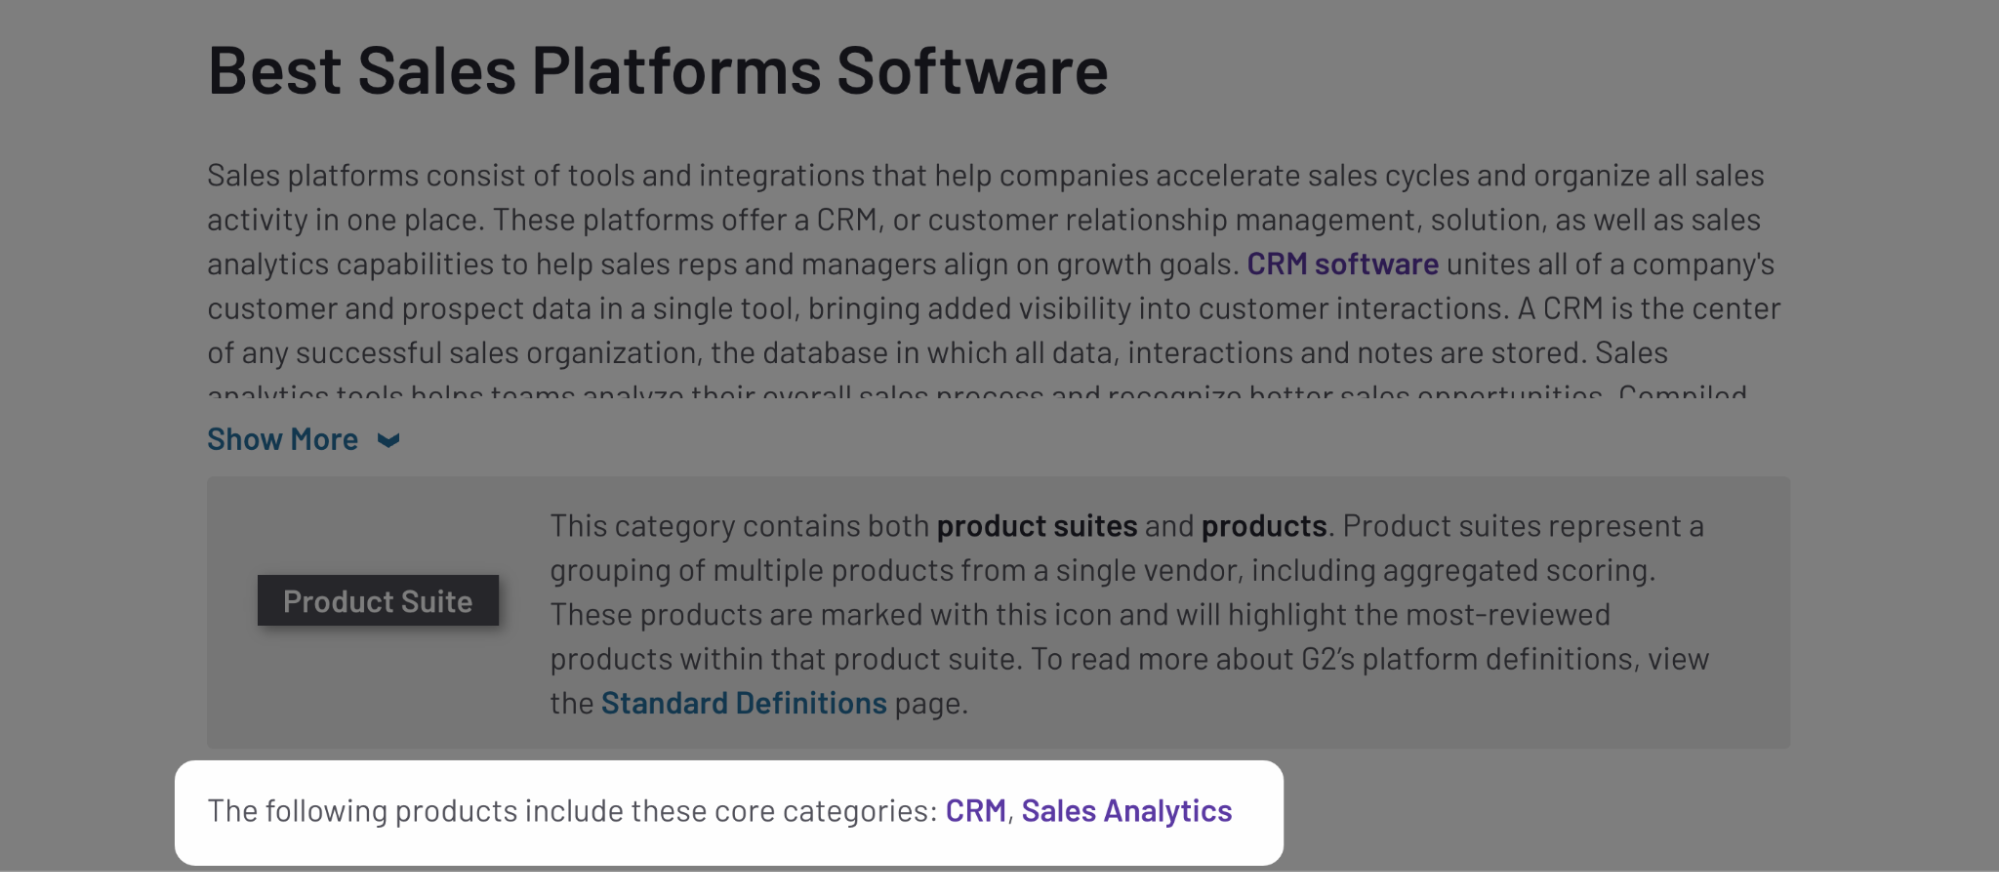 Best Sales Platforms Software
Sales platforms consist of tools and integrations that help companies accelerate sales cycles and organize all sales
activity in one place. These platforms offer a CRM, or customer relationship management, solution, as well as sales
analytics capabilities to help sales reps and managers align on growth goals. CRM software unites all of a company's
customer and prospect data in a single tool, bringing added visibility into customer interactions. A CRM is the center
of any successful sales organization, the database in which all data, interactions and notes are stored. Sales
analytics tools helps teams analyze their overall sales process and recognize better sales opportunities. Compiled
Show More
Product Suite
This category contains both product suites and products. Product suites represent a
grouping of multiple products from a single vendor, including aggregated scoring.
These products are marked with this icon and will highlight the most-reviewed
products within that product suite. To read more about G2’s platform definitions, view
the Standard Definitions page.
The following products include these core categories: CRM, Sales Analytics